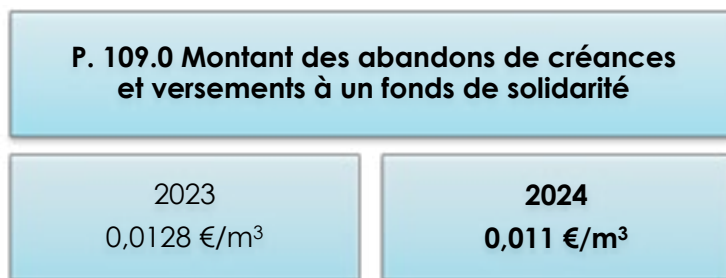 P. 109.0 Montant des abandons de créances
et versements à un fonds de solidarité
2023
0,0128 €/m³
2024
0,011 €/m³